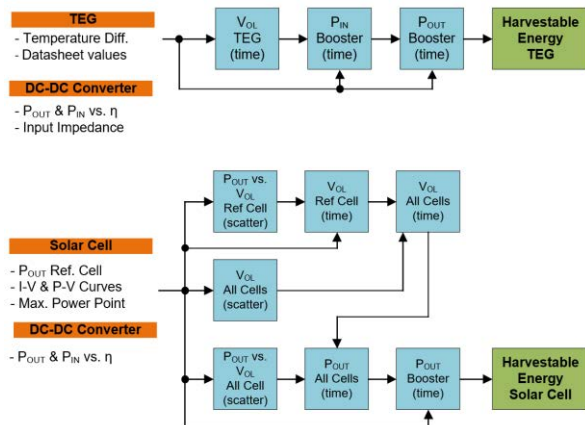 TEG
- Temperature Diff.
- Datasheet values
DC-DC Converter
- POUT & PIN vs. η
- Input Impedance
VOL
TEG
(time)
PIN
Booster
(time)
POUT
Booster
(time)
Harvestable
Energy
TEG
POUT vs.
VOL
Ref Cell
(scatter)
VOL
Ref Cell
(time)
VOL
All Cells
(time)
Solar Cell
- POUT Ref. Cell
- I-V & P-V Curves
- Max. Power Point
DC-DC Converter
- POUT & PIN vs. η
VOL
All Cells
(scatter)
POUT vs.
VOL
All Cell
(scatter)
POUT
All Cells
(time)
POUT
Booster
(time)
Harvestable
Energy
Solar Cell